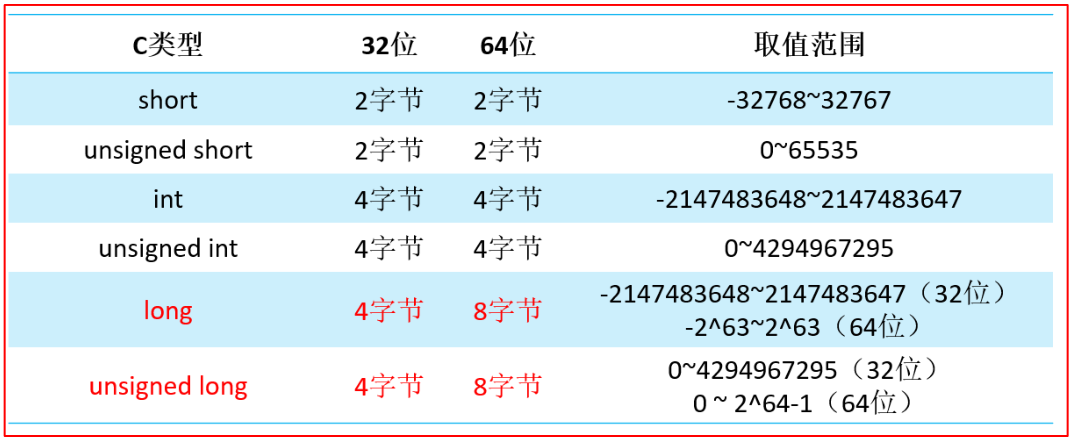 C类型 32位 64位 取值范围
short 2字节 2字节 -32768~32767
unsigned short 2字节 2字节 0~65535
int 4字节 4字节 -2147483648~2147483647
unsigned int 4字节 4字节 0~4294967295
long 4字节 8字节 -2147483648~2147483647（32位）
-2^63~2^63（64位）
unsigned long 4字节 8字节 0~4294967295（32位）
0 ~ 2^64-1（64位）